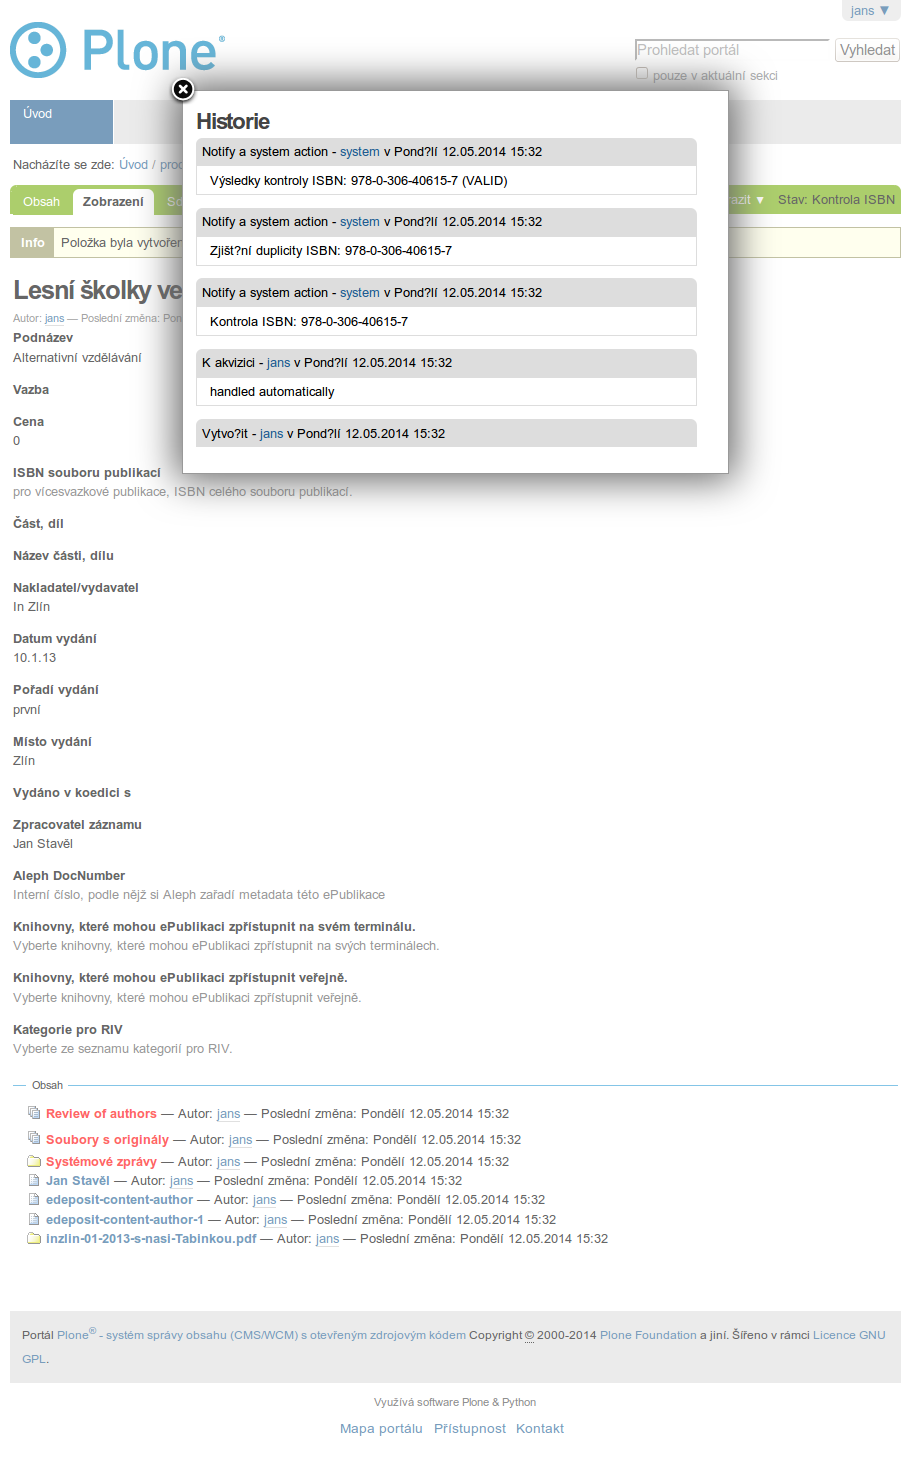 jans ▼
Plone®
Prohledat portál
Vyhledat
pouze v aktuální sekci
Úvod
Historie
Notify a system action - system v Pond?lí 12.05.2014 15:32
Výsledky kontroly ISBN: 978-0-306-40615-7 (VALID)
Notify a system action - system v Pond?lí 12.05.2014 15:32
Zjišt?ní duplicity ISBN: 978-0-306-40615-7
Notify a system action - system v Pond?lí 12.05.2014 15:32
Kontrola ISBN: 978-0-306-40615-7
K akvizici - jans v Pond?lí 12.05.2014 15:32
handled automatically
Vytvo?it - jans v Pond?lí 12.05.2014 15:32
Nacházíte se zde: Úvod /
Obsah Zobrazení
▼ Stav: Kontrola ISBN
Info Položka byla
Lesní školky
Autor: jans — Poslední změna:
Podnázev
Alternativní vzdělávání
Vazba
Cena
0
ISBN souboru publikací
pro vícesvazkové publikace, ISBN celého souboru publikací.
Část, díl
Název části, dílu
Nakladatel/vydavatel
In Zlín
Datum vydání
10.1.13
Pořadí vydání
první
Místo vydání
Zlín
Vydáno v koedici s
Zpracovatel záznamu
Jan Stavěl
Aleph DocNumber
Interní číslo, podle nějž si Aleph zařadí metadata této ePublikace
Knihovny, které mohou ePublikaci zpřístupnit na svém terminálu.
Vyberte knihovny, které mohou ePublikaci zpřístupnit na svých terminálech.
Knihovny, které mohou ePublikaci zpřístupnit veřejně.
Vyberte knihovny, které mohou ePublikaci zpřístupnit veřejně.
Kategorie pro RIV
Vyberte ze seznamu kategorií pro RIV.
Obsah
Review of authors — Autor: jans — Poslední změna: Pondělí 12.05.2014 15:32
Soubory s originály — Autor: jans — Poslední změna: Pondělí 12.05.2014 15:32
Systémové zprávy — Autor: jans — Poslední změna: Pondělí 12.05.2014 15:32
Jan Stavěl — Autor: jans — Poslední změna: Pondělí 12.05.2014 15:32
edeposit-content-author — Autor: jans — Poslední změna: Pondělí 12.05.2014 15:32
edeposit-content-author-1 — Autor: jans — Poslední změna: Pondělí 12.05.2014 15:32
inzlin-01-2013-s-nasi-Tabinkou.pdf — Autor: jans — Poslední změna: Pondělí 12.05.2014 15:32
Portál Plone® - systém správy obsahu (CMS/WCM) s otevřeným zdrojovým kódem Copyright © 2000-2014 Plone Foundation a jiní. Šířeno v rámci Licence GNU
GPL.
Využívá software Plone & Python
Mapa portálu Přístupnost Kontakt